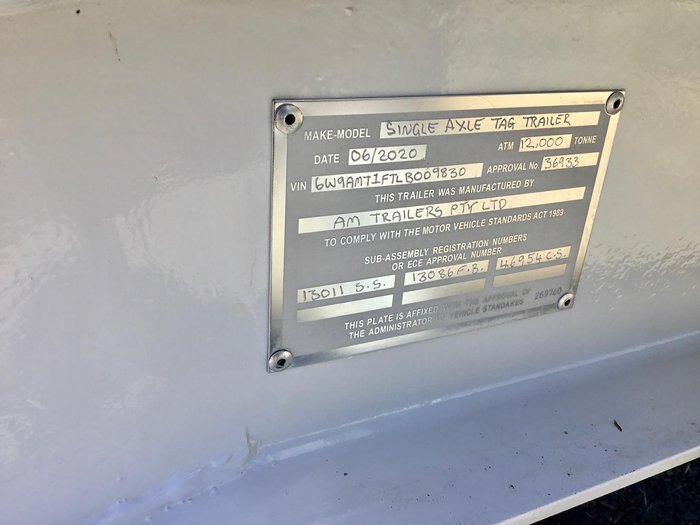 MAKE-MODEL SINGLE AXLE TAG TRAILER
DATE 06/2020 ATM 12,000 TONNE
VIN 6W9AMT1FTLB009830 APPROVAL No. 36933
THIS TRAILER WAS MANUFACTURED BY
AM TRAILERS PTY LTD
TO COMPLY WITH THE MOTOR VEHICLE STANDARDS ACT 1989
SUB-ASSEMBLY REGISTRATION NUMBERS
OR ECE APPROVAL NUMBER
13011 S.S. 13086 F.B. 46954 C.S.
THIS PLATE IS AFFIXED WITH THE APPROVAL OF
THE ADMINISTRATOR OF VEHICLE STANDARDS 269760